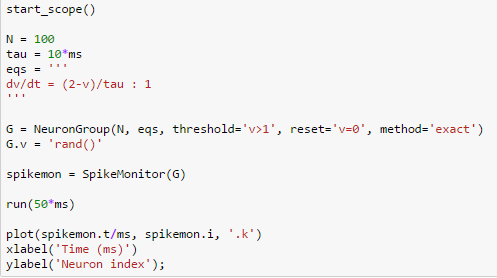 start_scope()
N = 100
tau = 10*ms
eqs = '''
dv/dt = (2-v)/tau : 1
'''
G = NeuronGroup(N, eqs, threshold='v>1', reset='v=0', method='exact')
G.v = 'rand()'
spikemon = SpikeMonitor(G)
run(50*ms)
plot(spikemon.t/ms, spikemon.i, '.k')
xlabel('Time (ms)')
ylabel('Neuron index');